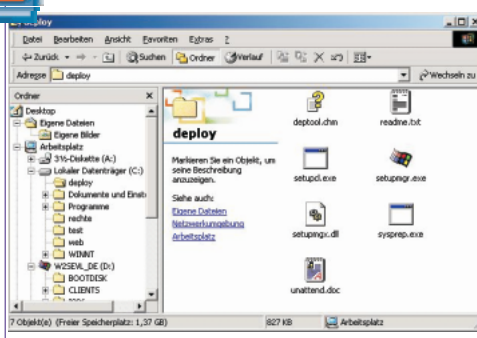 deploy
Datei Bearbeiten Ansicht Favoriten Extras ?
Zurück Suchen Ordner Verlauf
Adresse deploy Wechseln zu
Ordner
Desktop
Eigene Dateien
Eigene Bilder
Arbeitsplatz
3½-Diskette (A:)
Lokaler Datenträger (C:)
deploy
Dokumente und Einst
Programme
rechte
test
web
WINNT
W2SEVL_DE (D:)
BOOTDISK
CLIENTS
deploy
Markieren Sie ein Objekt, um
seine Beschreibung
anzuzeigen.
Siehe auch:
Eigene Dateien
Netzwerkumgebung
Arbeitsplatz
deptool.chm
readme.txt
setupcl.exe
setupmgr.exe
setupmgx.dll
sysprep.exe
unattend.doc
7 Objekt(e) (Freier Speicherplatz: 1,37 GB) 827 KB Arbeitsplatz